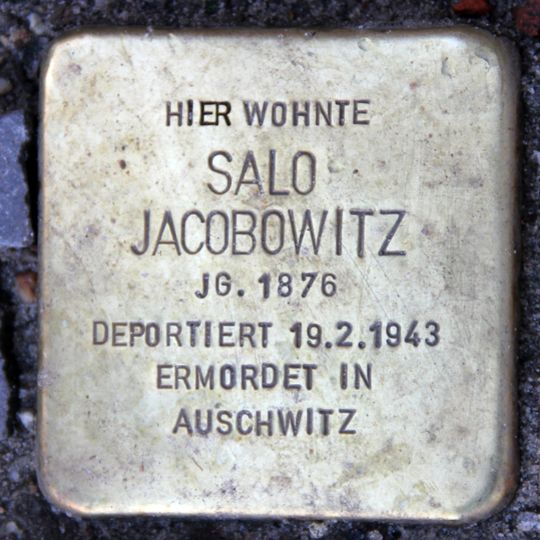 HIER WOHNTE
SALO
JACOBOWITZ
JG. 1876
DEPORTIERT 19.2.1943
ERMORDET IN
AUSCHWITZ